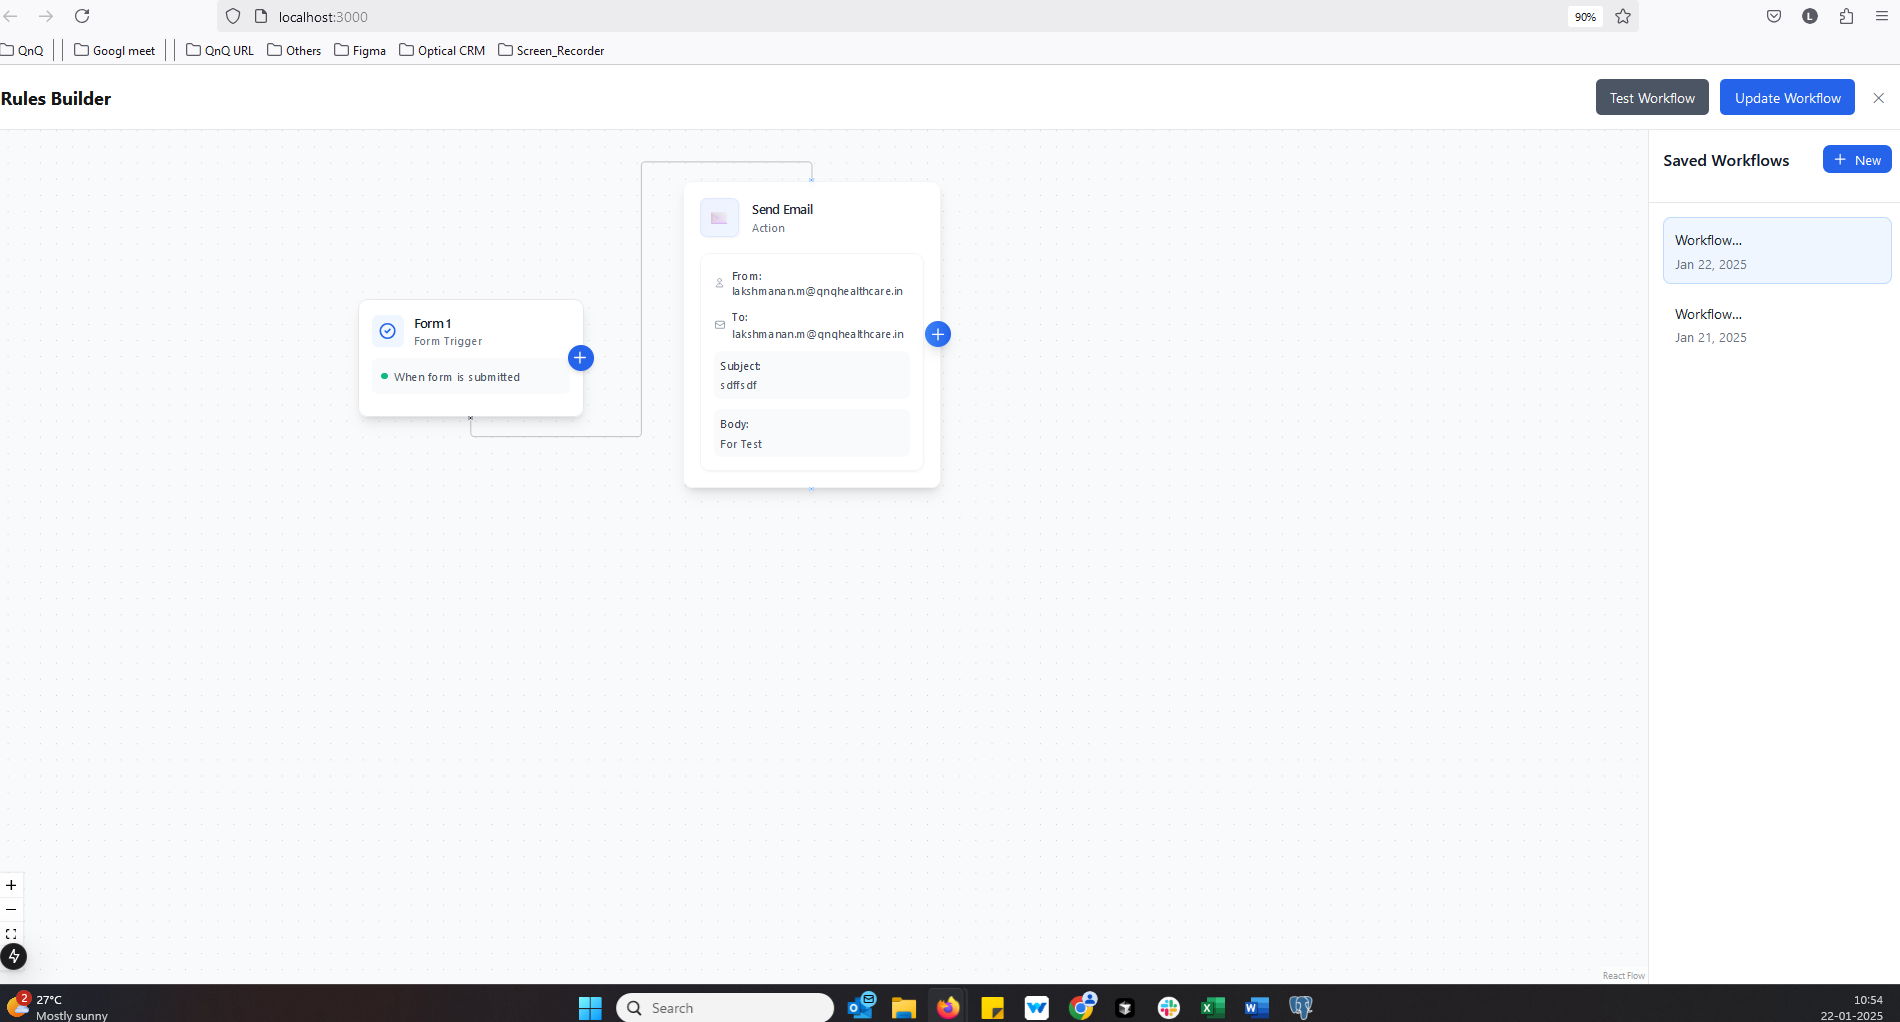 localhost:3000
90%
L
QnQ
Googl meet
QnQ URL
Others
Figma
Optical CRM
Screen_Recorder
Rules Builder
Test Workflow
Update Workflow
Saved Workflows
New
Workflow...
Jan 22, 2025
Workflow...
Jan 21, 2025
Send Email
Action
From:
lakshmanan.m@qnqhealthcare.in
To:
lakshmanan.m@qnqhealthcare.in
Subject:
sdffsdf
Body:
For Test
Form 1
Form Trigger
When form is submitted
React Flow
2
27°C
Mostly sunny
Search
10:54
22-01-2025